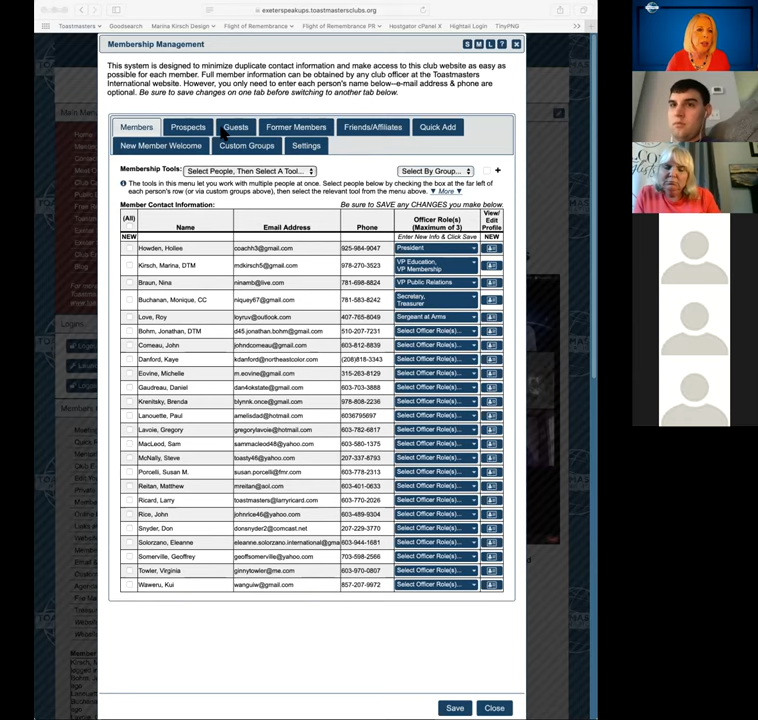 exeterspeakups.toastmastersclubs.org
Toastmasters Goodsearch Marina Kirsch Design Flight of Remembrance Flight of Remembrance PR Hostgator cPanel X Hightail Login TinyPNG
Membership Management S M L ? X
This system is designed to minimize duplicate contact information and make access to this club website as easy as
possible for each member. Full member information can be obtained by any club officer at the Toastmasters
International website. However, you only need to enter each person's name below--e-mail address & phone are
optional. Be sure to save changes on one tab before switching to another tab below.
Members Prospects Guests Former Members Friends/Affiliates Quick Add
New Member Welcome Custom Groups Settings
Membership Tools: Select People, Then Select A Tool... Select By Group...
The tools in this menu let you work with multiple people at once. Select people below by checking the box at the far left of
each person's row (or via custom groups above), then select the relevant tool from the menu above. ▼ More ▼
Member Contact Information: Be sure to SAVE any CHANGES you make below.
(All) Name Email Address Phone Officer Role(s) (Maximum of 3) View/ Edit Profile
NEW Enter New Info & Click Save NEW
Howden, Hollee coachh3@gmail.com 925-984-9047 President
Kirsch, Marina, DTM mdkirsch5@gmail.com 978-270-3523 VP Education, VP Membership
Braun, Nina ninamb@live.com 781-698-8824 VP Public Relations
Buchanan, Monique, CC niquey67@gmail.com 781-583-8242 Secretary, Treasurer
Love, Roy loyruv@outlook.com 407-765-8049 Sergeant at Arms
Bohm, Jonathan, DTM d45.jonathan.bohm@gmail.com 510-207-7231 Select Officer Role(s)...
Comeau, John johndcomeau@gmail.com 603-812-8839 Select Officer Role(s)...
Danford, Kaye kdanford@northeastcolor.com (208)818-3343 Select Officer Role(s)...
Eovine, Michelle m.eovine@gmail.com 315-263-8129 Select Officer Role(s)...
Gaudreau, Daniel dan4okstate@gmail.com 603-703-3888 Select Officer Role(s)...
Krenitsky, Brenda blynnk.once@gmail.com 978-808-2236 Select Officer Role(s)...
Lanouette, Paul amelisdad@hotmail.com 6036795697 Select Officer Role(s)...
Lavoie, Gregory gregorylavoie@hotmail.com 603-782-6817 Select Officer Role(s)...
MacLeod, Sam sammacleod48@yahoo.com 603-580-1375 Select Officer Role(s)...
McNally, Steve toasty46@yahoo.com 207-337-8793 Select Officer Role(s)...
Porcelli, Susan M. susan.porcelli@fmr.com 603-778-2313 Select Officer Role(s)...
Reitan, Matthew mreitan@aol.com 603-401-0633 Select Officer Role(s)...
Ricard, Larry toastmasters@larryricard.com 603-770-2026 Select Officer Role(s)...
Rice, John johnrice46@yahoo.com 603-489-9304 Select Officer Role(s)...
Snyder, Don donsnyder2@comcast.net 207-229-3770 Select Officer Role(s)...
Solorzano, Eleanne eleanne.solorzano.international@gma 603-944-1681 Select Officer Role(s)...
Somerville, Geoffrey geoffsomerville@yahoo.com 703-598-2566 Select Officer Role(s)...
Towler, Virginia ginnytowler@me.com 603-970-0807 Select Officer Role(s)...
Waweru, Kui wanguiw@gmail.com 857-207-9972 Select Officer Role(s)...
Save Close